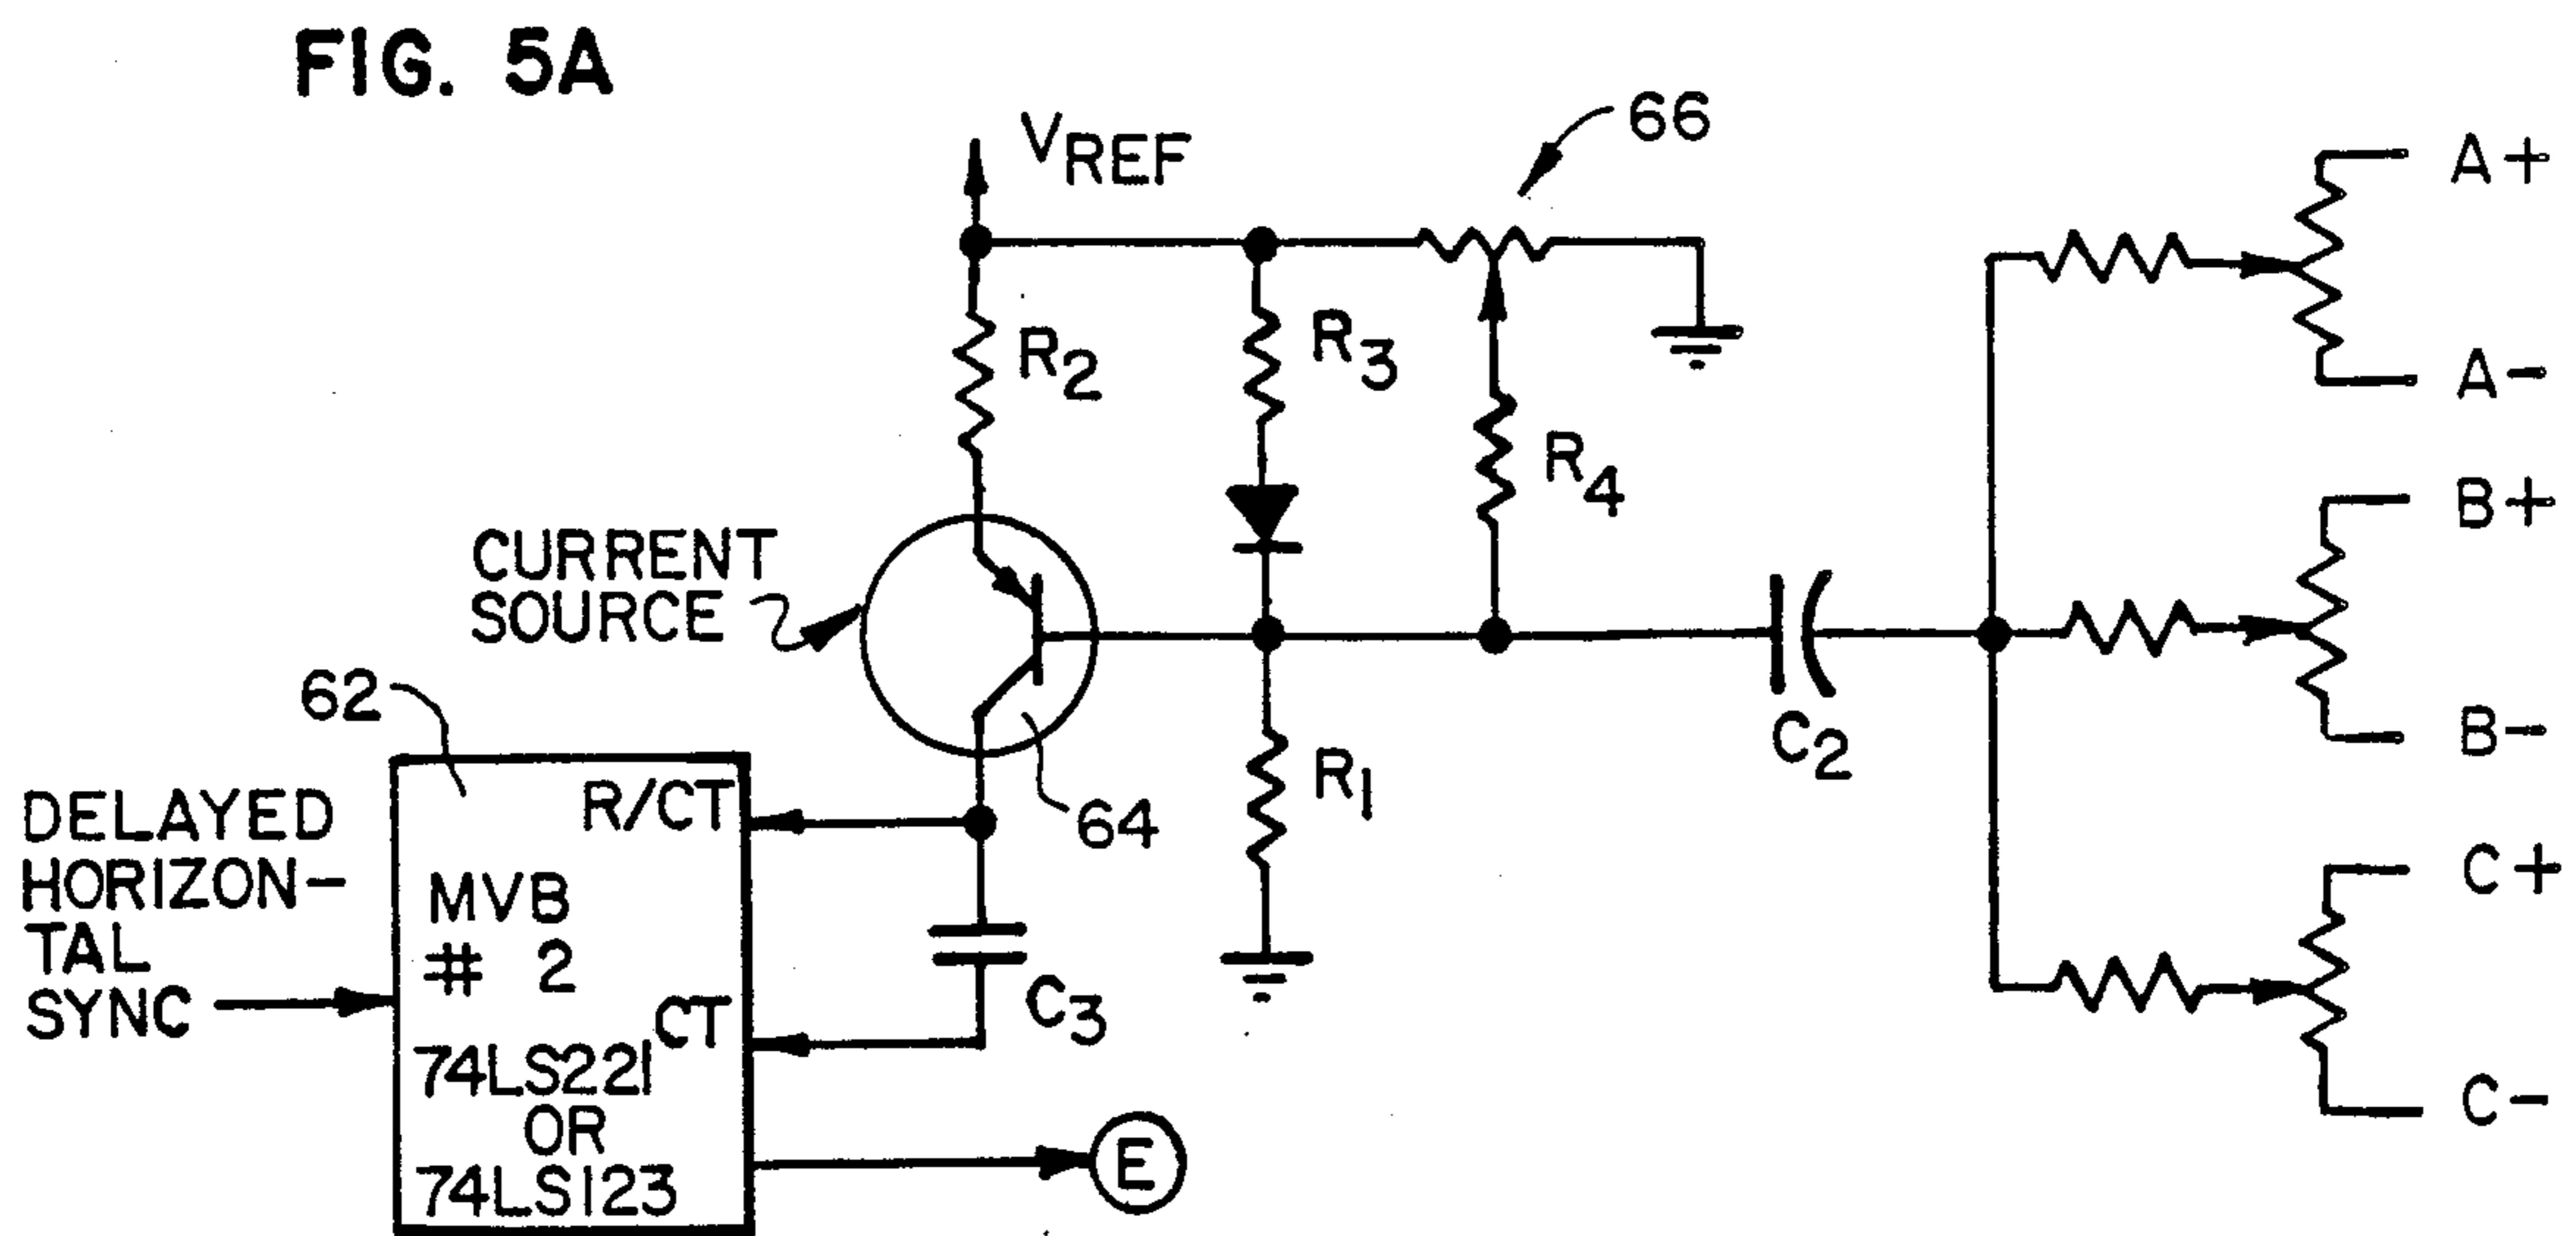 FIG. 5A
VREF
66
A+
A-
R2
R3
R4
B+
B-
CURRENT
SOURCE
C2
62
R1
64
DELAYED
HORIZON-
TAL
SYNC
R/CT
MVB
# 2
CT
74LS221
OR
74LS123
C3
C+
C-
E